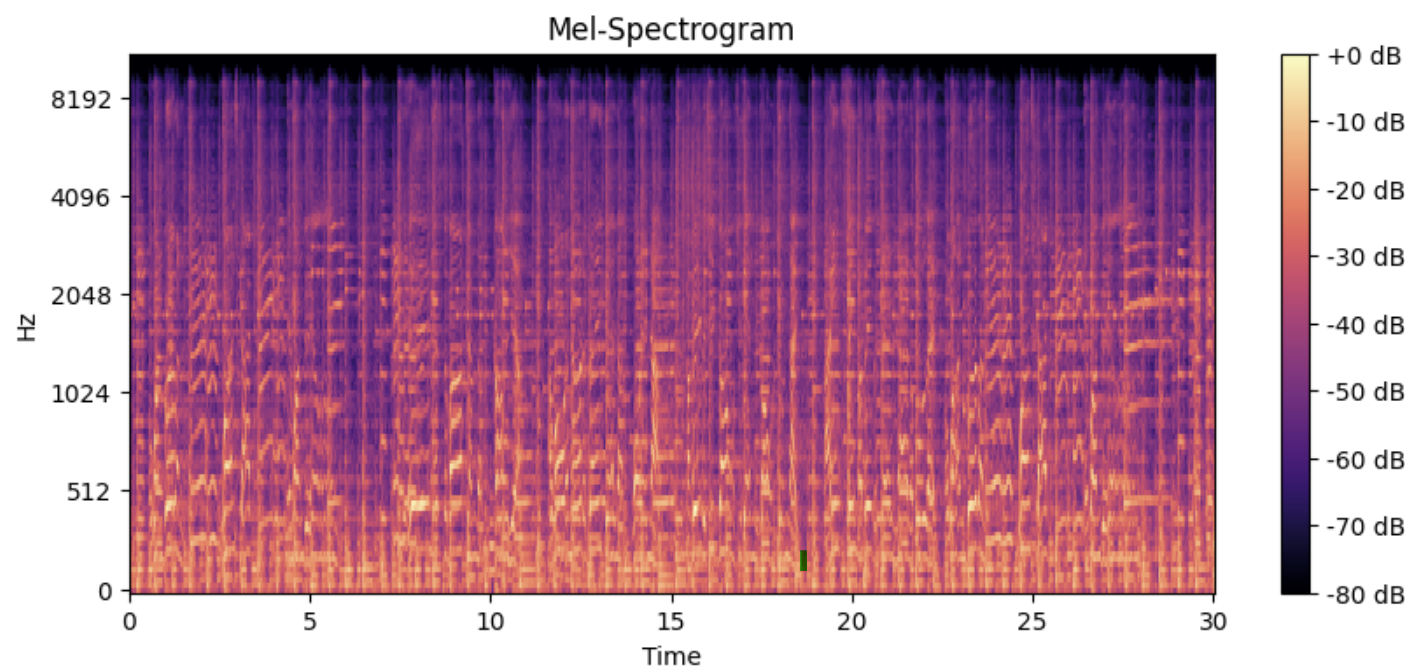 Mel-Spectrogram
8192
4096
2048
1024
512
0
Hz
0 5 10 15 20 25 30
Time
+0 dB
-10 dB
-20 dB
-30 dB
-40 dB
-50 dB
-60 dB
-70 dB
-80 dB